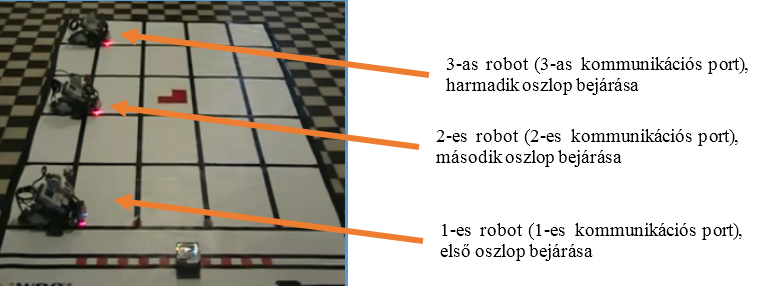 3-as robot (3-as kommunikációs port),
harmadik oszlop bejárása
2-es robot (2-es kommunikációs port),
második oszlop bejárása
1-es robot (1-es kommunikációs port),
első oszlop bejárása